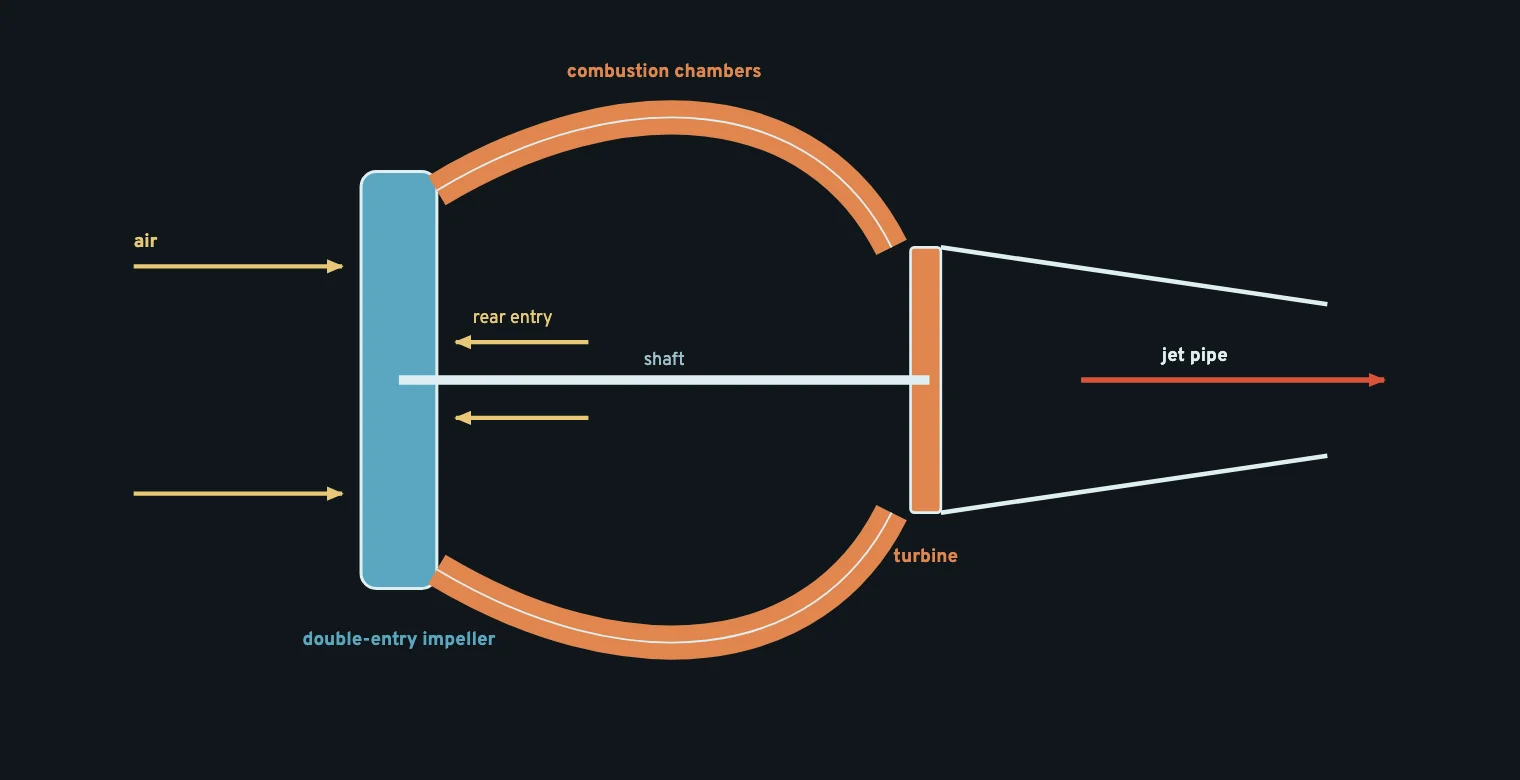 combustion chambers
air
rear entry
shaft
jet pipe
turbine
double-entry impeller